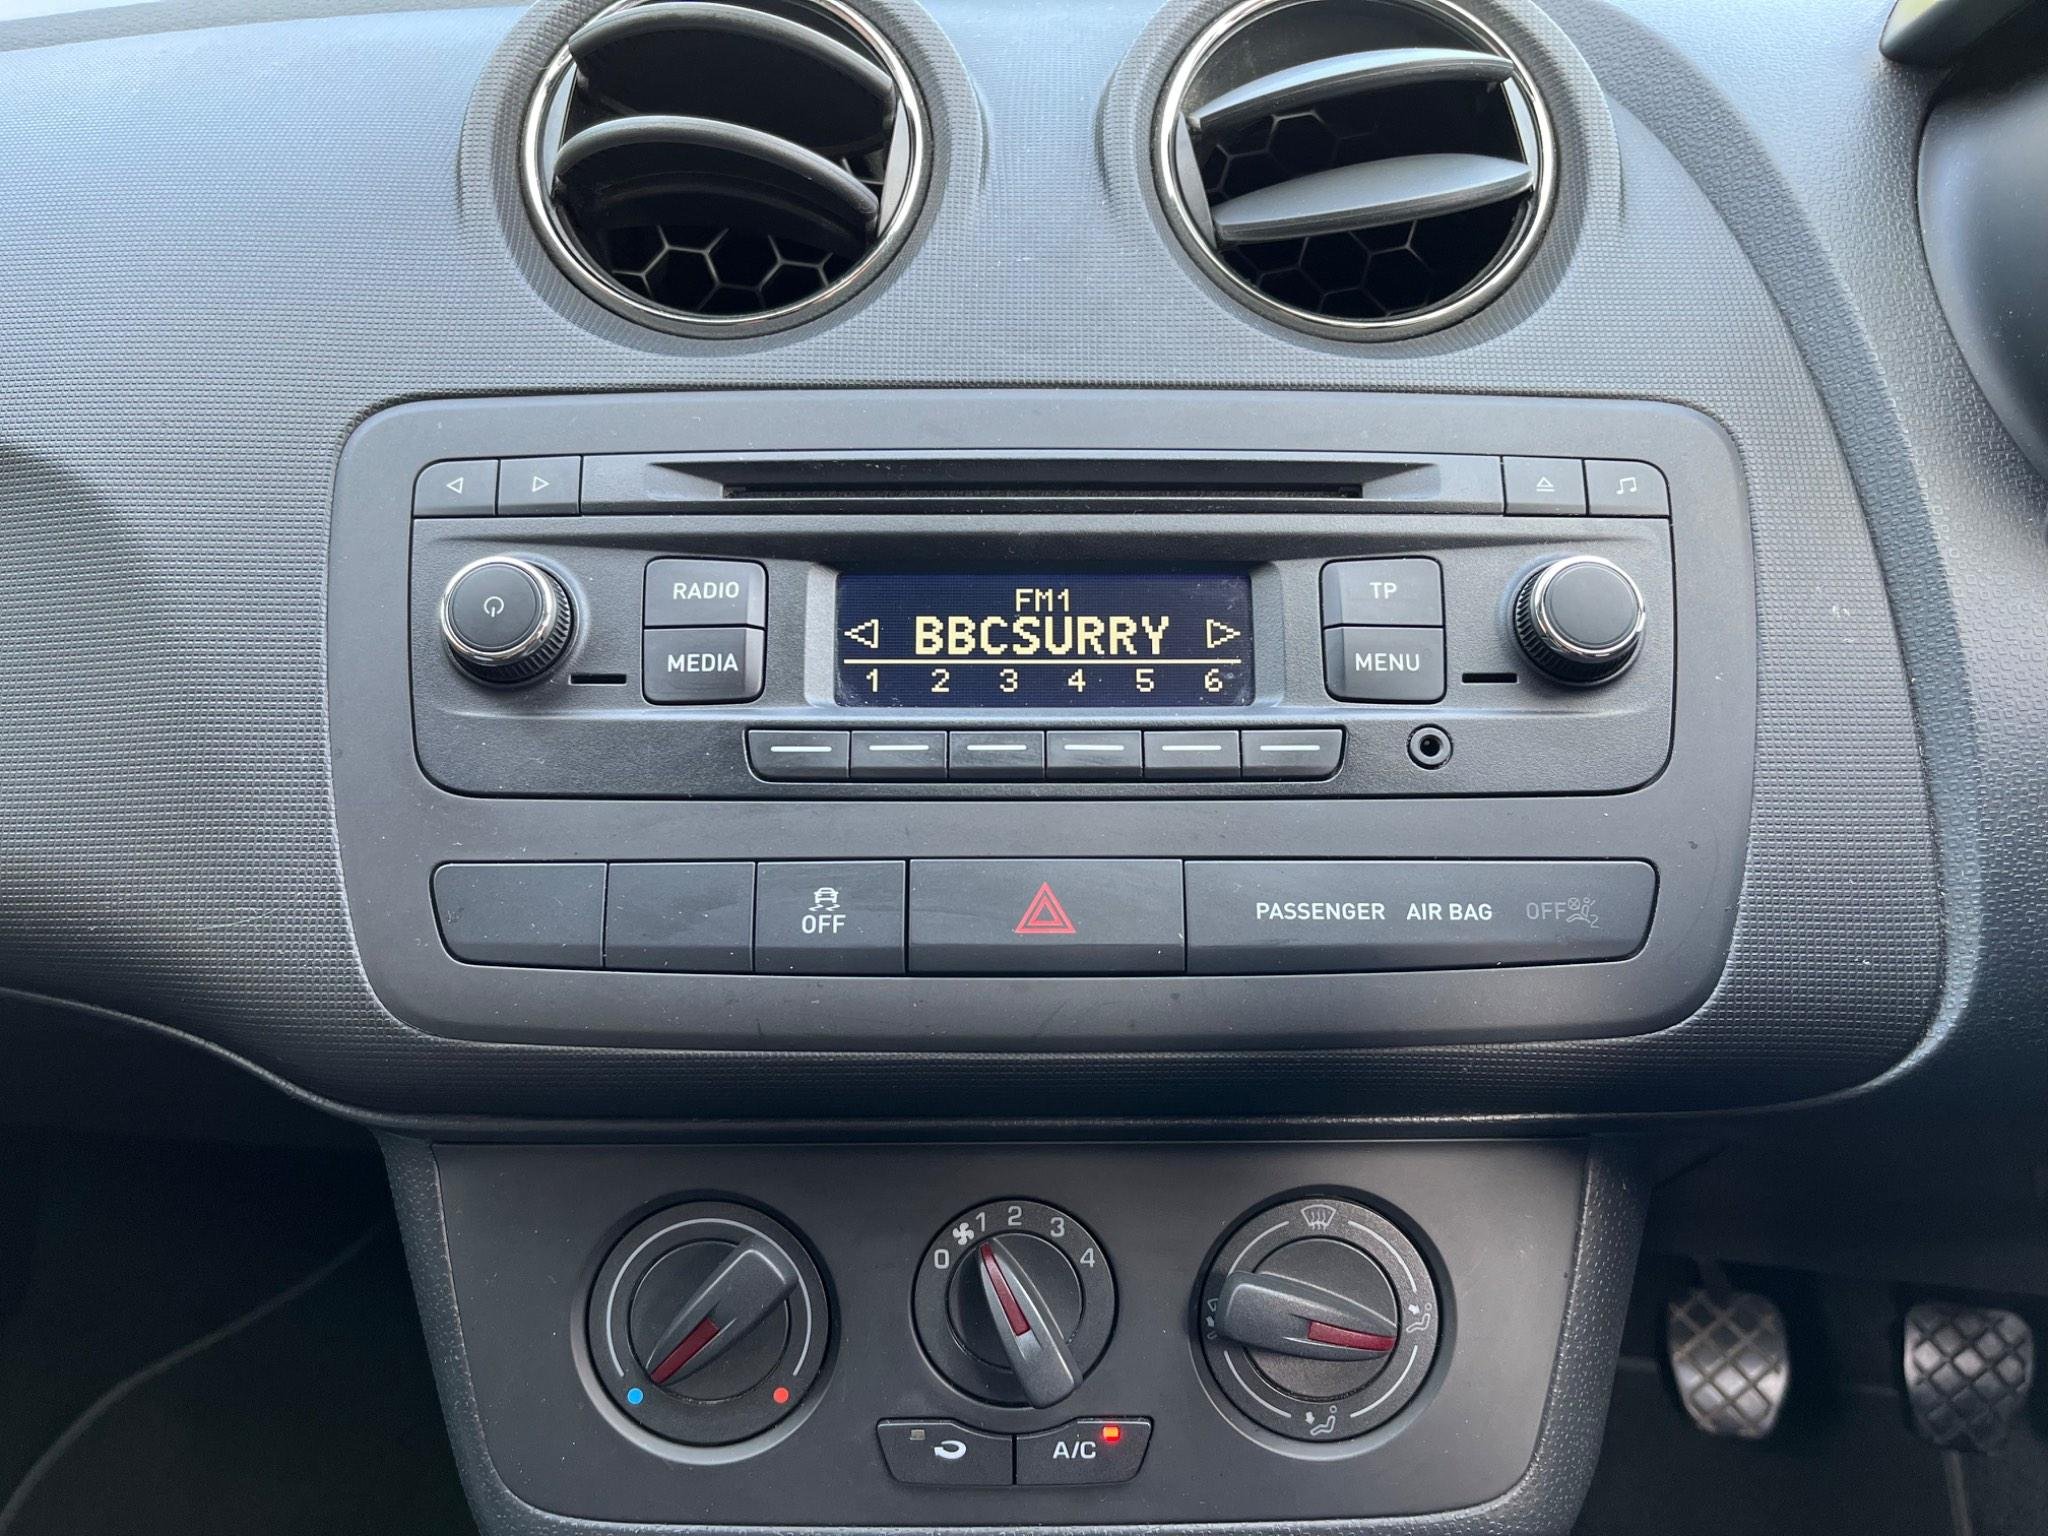 RADIO
MEDIA
FM1
BBCSURRY
1 2 3 4 5 6
TP
MENU
OFF
PASSENGER AIR BAG OFF
2
0 1 2 3 4
A/C